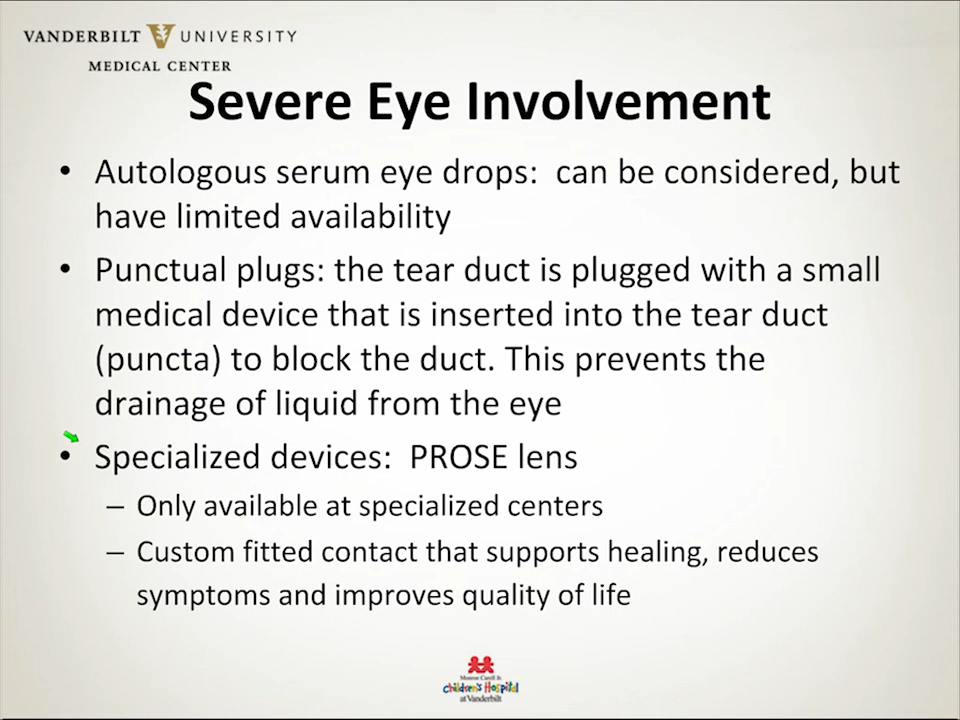 VANDERBILT UNIVERSITY
MEDICAL CENTER
Severe Eye Involvement
• Autologous serum eye drops:  can be considered, but
have limited availability
• Punctual plugs: the tear duct is plugged with a small
medical device that is inserted into the tear duct
(puncta) to block the duct. This prevents the
drainage of liquid from the eye
• Specialized devices:  PROSE lens
– Only available at specialized centers
– Custom fitted contact that supports healing, reduces
symptoms and improves quality of life
Monroe Carell Jr.
Children's Hospital
at Vanderbilt